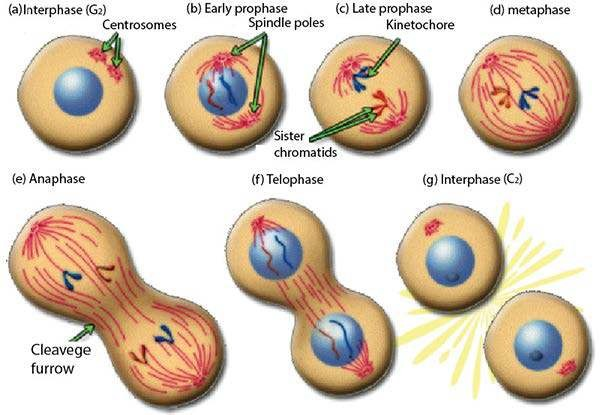 (a)Interphase (G2)
Centrosomes
(b) Early prophase
Spindle poles
(c) Late prophase
Kinetochore
(d) metaphase
Sister
chromatids
(e) Anaphase
(f) Telophase
(g) Interphase (C2)
Cleavege
furrow